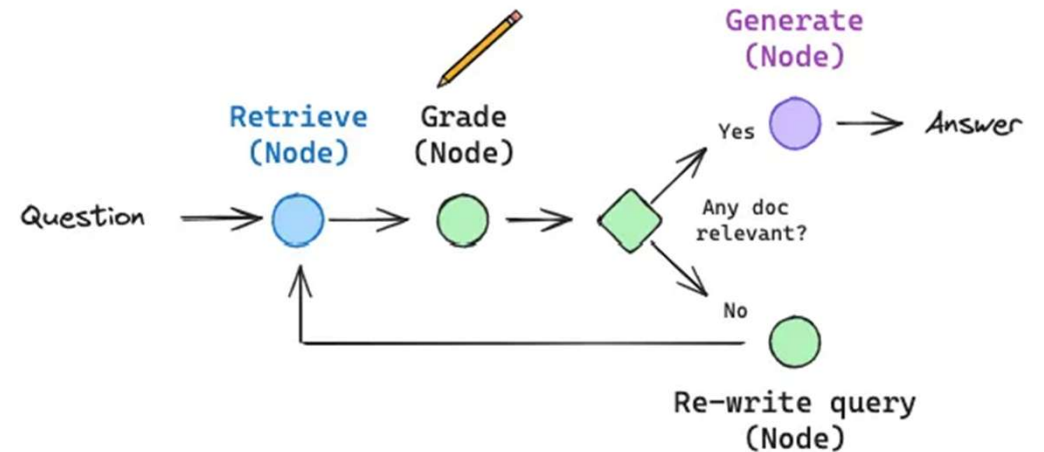 Generate
(Node)
Retrieve
(Node)
Grade
(Node)
Yes
Answer
Question
Any doc
relevant?
No
Re-write query
(Node)